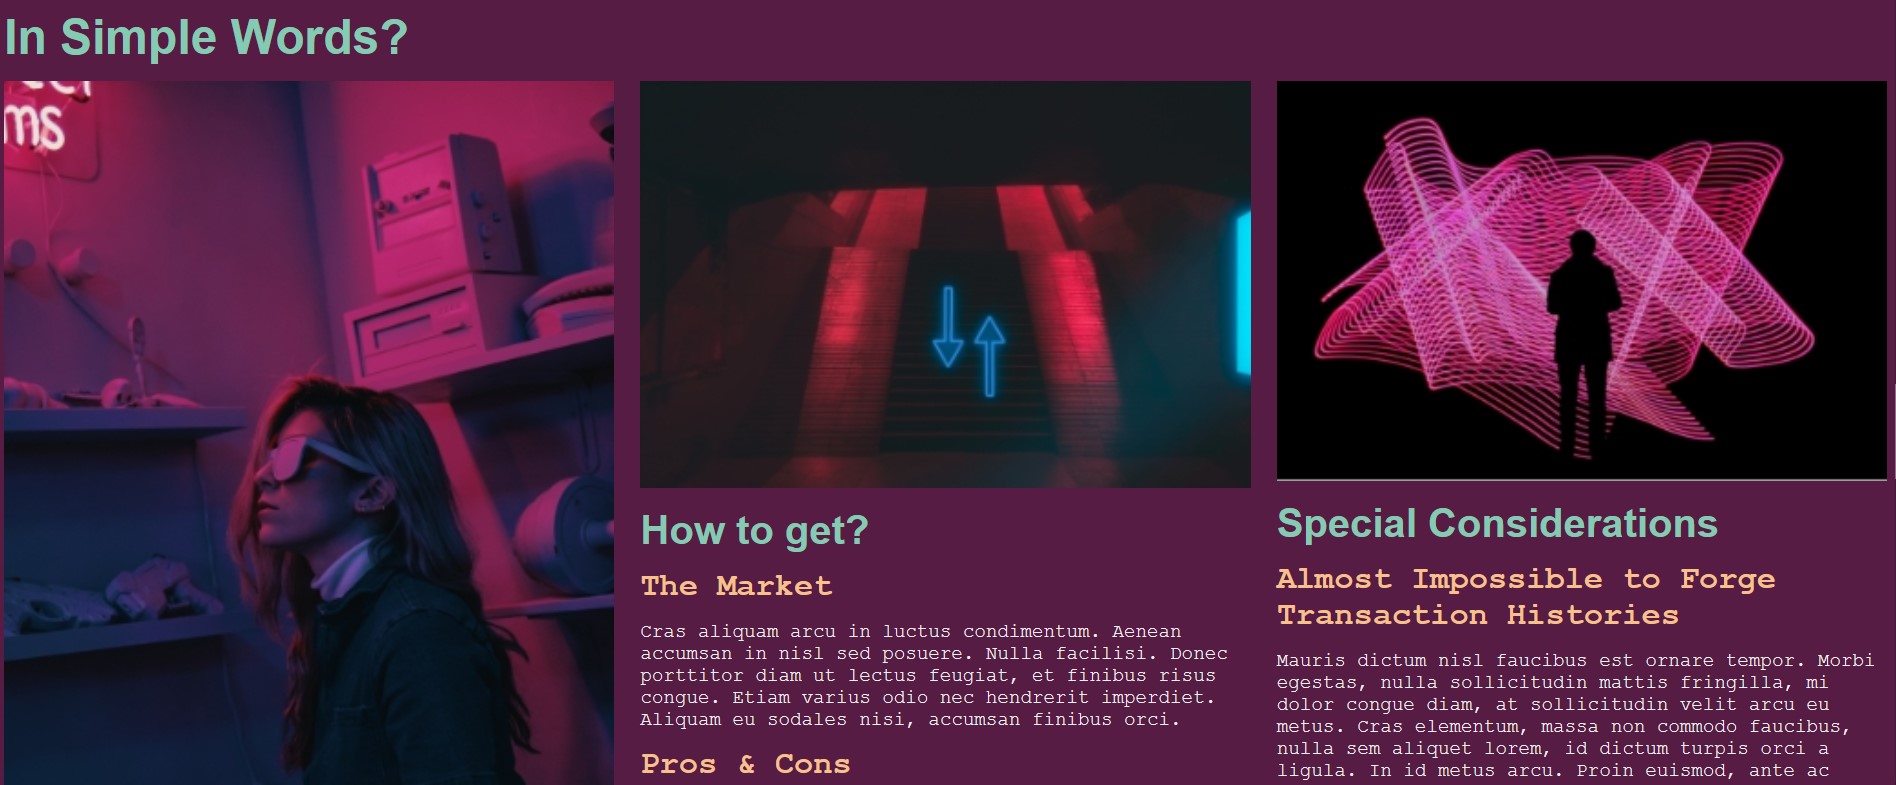 In Simple Words?
ms
How to get?
The Market
Cras aliquam arcu in luctus condimentum. Aenean
accumsan in nisl sed posuere. Nulla facilisi. Donec
porttitor diam ut lectus feugiat, et finibus risus
congue. Etiam varius odio nec hendrerit imperdiet.
Aliquam eu sodales nisi, accumsan finibus orci.
Pros & Cons
Special Considerations
Almost Impossible to Forge
Transaction Histories
Mauris dictum nisl faucibus est ornare tempor. Morbi
egestas, nulla sollicitudin mattis fringilla, mi
dolor congue diam, at sollicitudin velit arcu eu
metus. Cras elementum, massa non commodo faucibus,
nulla sem aliquet lorem, id dictum turpis orci a
ligula. In id metus arcu. Proin euismod, ante ac